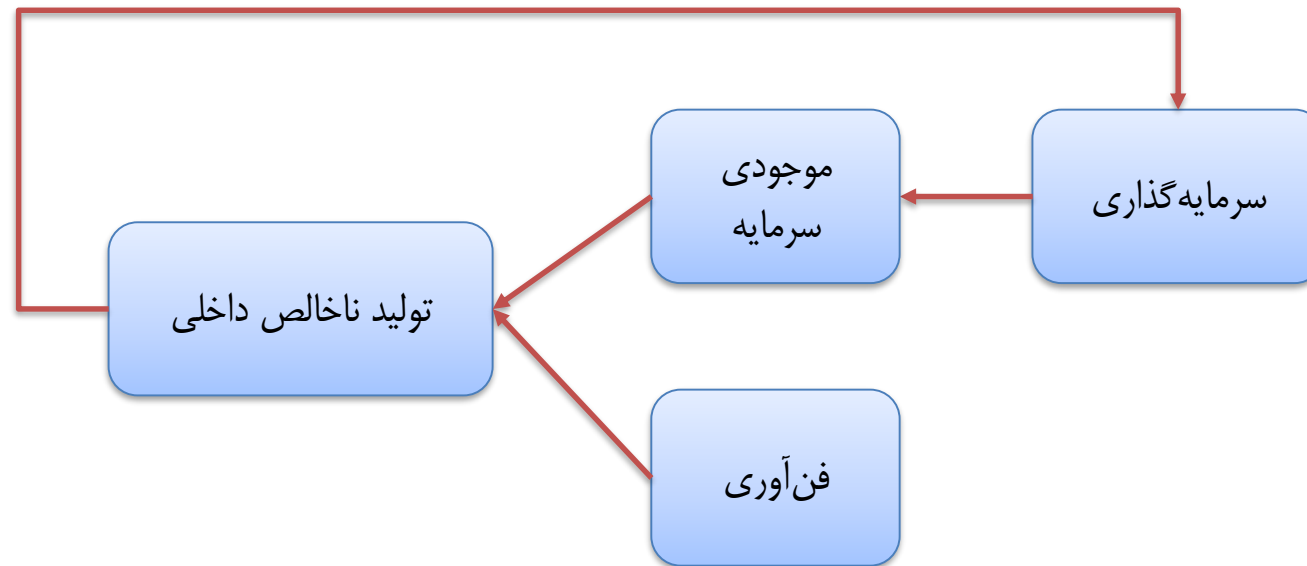 سرمایه‌گذاری
موجودی
سرمایه
تولید ناخالص داخلی
فن‌آوری